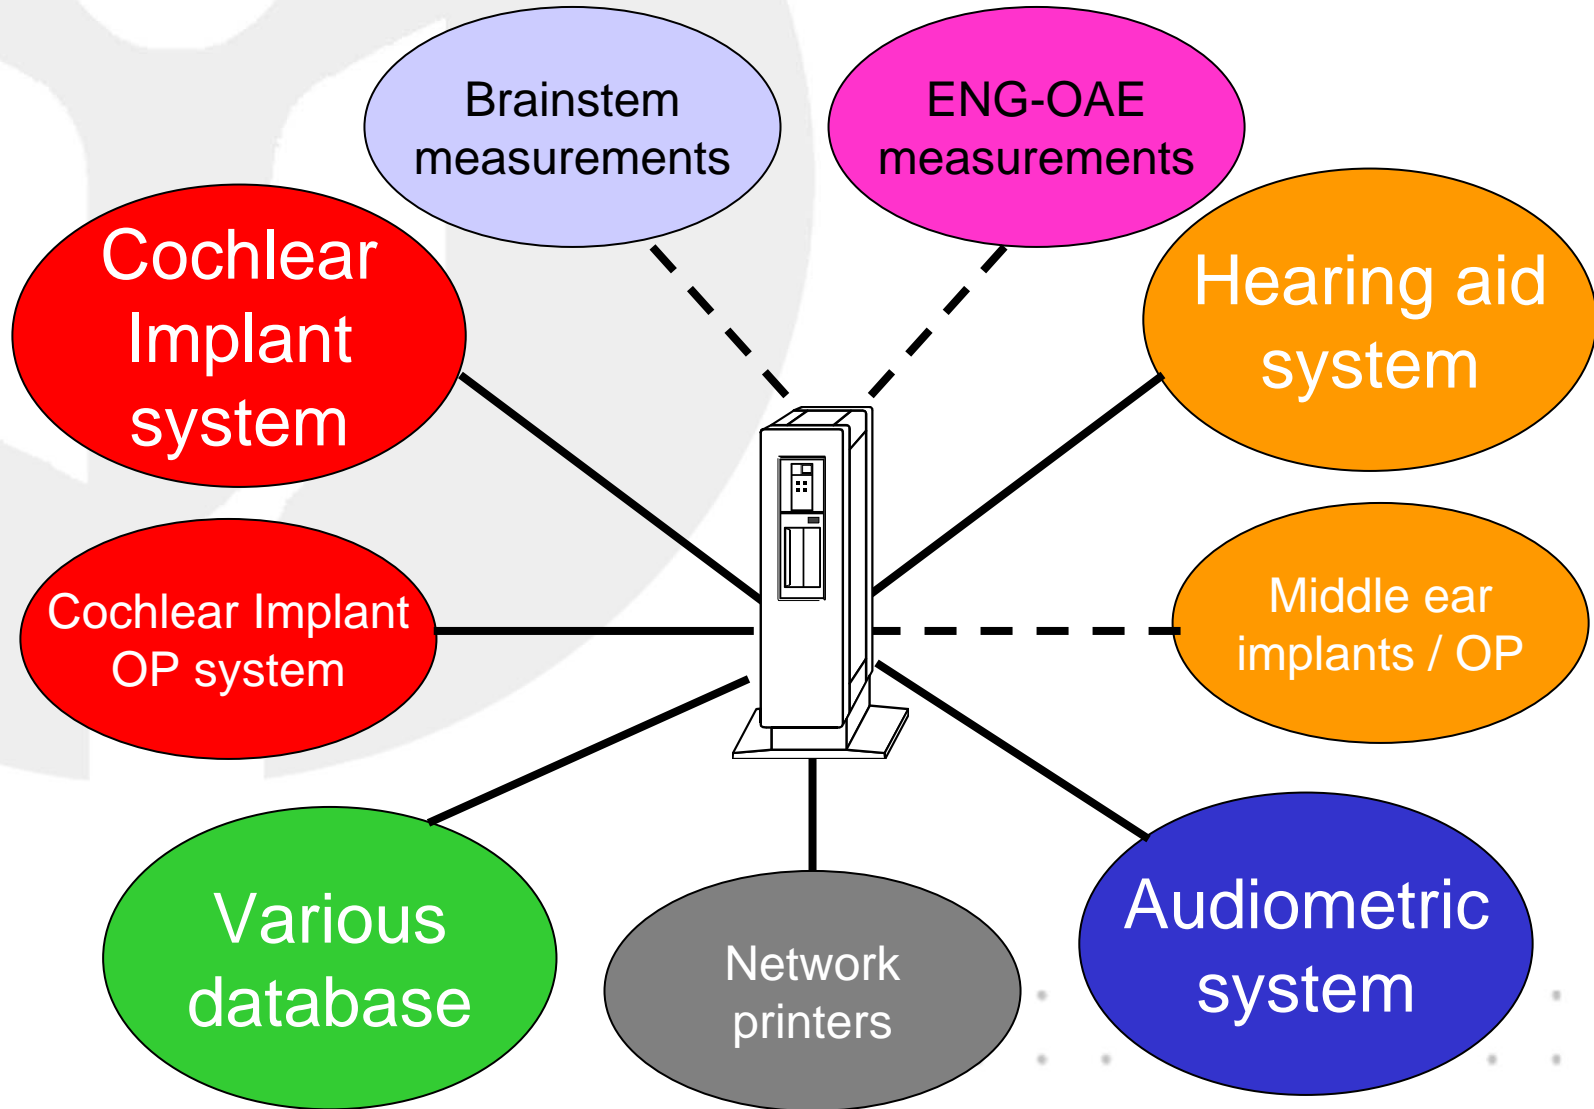 Brainstem
measurements
ENG-OAE
measurements
Cochlear
Implant
system
Hearing aid
system
Cochlear Implant
OP system
Middle ear
implants / OP
Various
database
Network
printers
Audiometric
system